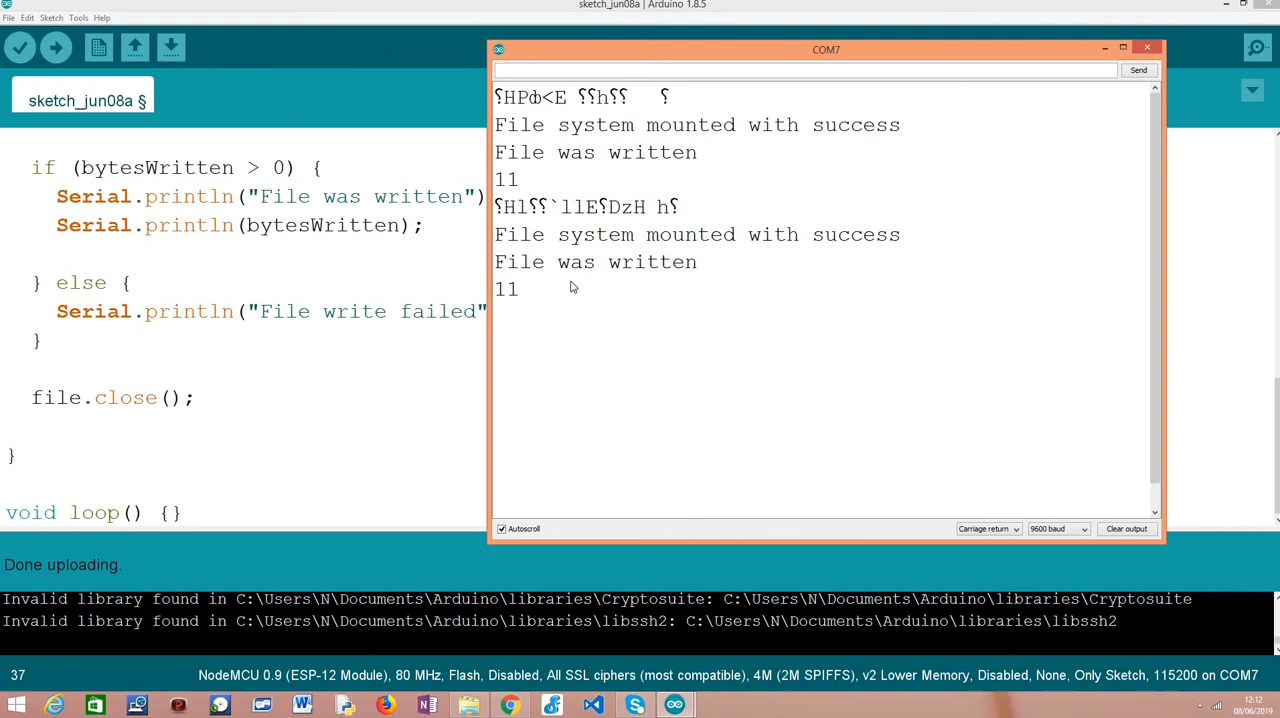 sketch_jun08a | Arduino 1.8.5
File Edit Sketch Tools Help
sketch_jun08a §
if (bytesWritten > 0) {
Serial.println("File was written")
Serial.println(bytesWritten);
} else {
Serial.println("File write failed"
}
file.close();
}
void loop() {}
COM7
Send
⸮HPф<E ⸮⸮h⸮⸮ ⸮
File system mounted with success
File was written
11
⸮Hl⸮⸮`llE⸮DzH h⸮
File system mounted with success
File was written
11
Autoscroll
Carriage return
9600 baud
Clear output
Done uploading.
Invalid library found in C:\Users\N\Documents\Arduino\libraries\Cryptosuite: C:\Users\N\Documents\Arduino\libraries\Cryptosuite
Invalid library found in C:\Users\N\Documents\Arduino\libraries\libssh2: C:\Users\N\Documents\Arduino\libraries\libssh2
37
NodeMCU 0.9 (ESP-12 Module), 80 MHz, Flash, Disabled, All SSL ciphers (most compatible), 4M (2M SPIFFS), v2 Lower Memory, Disabled, None, Only Sketch, 115200 on COM7
12:12
08/06/2019